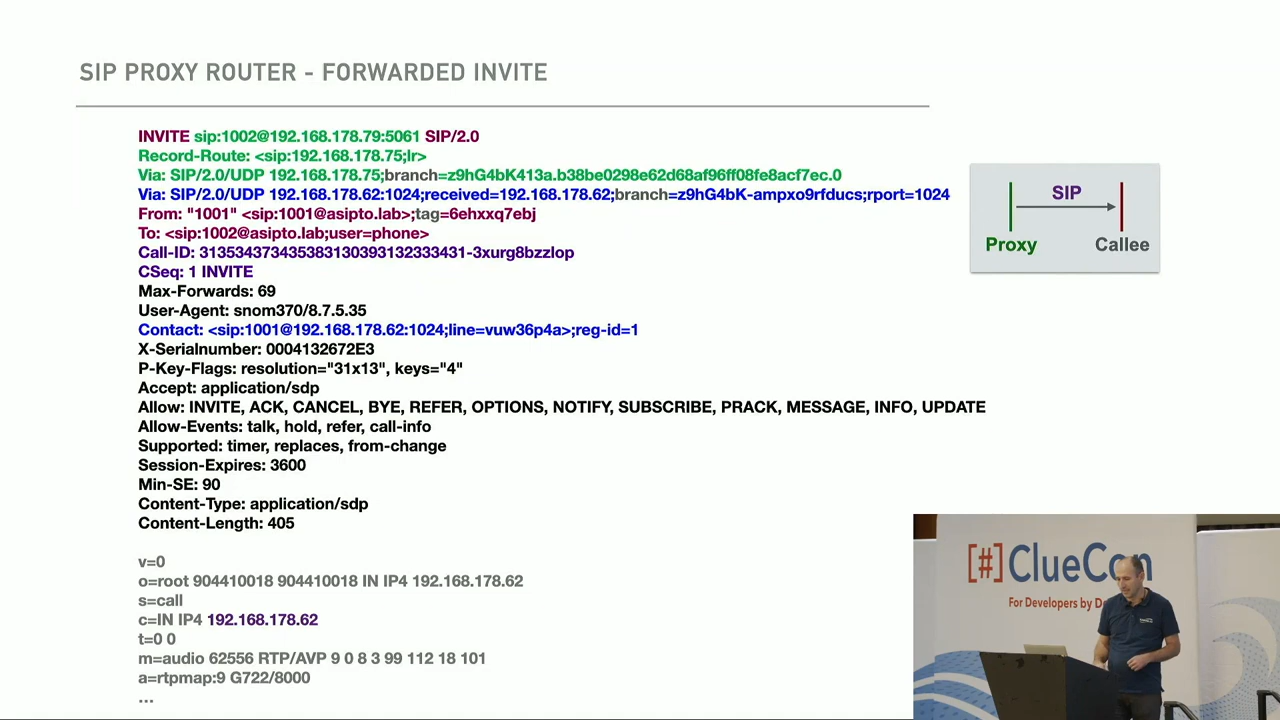 SIP PROXY ROUTER - FORWARDED INVITE
INVITE sip:1002@192.168.178.79:5061 SIP/2.0
Record-Route: <sip:192.168.178.75;lr>
Via: SIP/2.0/UDP 192.168.178.75;branch=z9hG4bK413a.b38be0298e62d68af96ff08fe8acf7ec.0
Via: SIP/2.0/UDP 192.168.178.62:1024;received=192.168.178.62;branch=z9hG4bK-ampxo9rfducs;rport=1024
From: "1001" <sip:1001@asipto.lab>;tag=6ehxxq7ebj
To: <sip:1002@asipto.lab;user=phone>
Call-ID: 313534373435383130393132333431-3xurg8bzzlop
CSeq: 1 INVITE
Max-Forwards: 69
User-Agent: snom370/8.7.5.35
Contact: <sip:1001@192.168.178.62:1024;line=vuw36p4a>;reg-id=1
X-Serialnumber: 0004132672E3
P-Key-Flags: resolution="31x13", keys="4"
Accept: application/sdp
Allow: INVITE, ACK, CANCEL, BYE, REFER, OPTIONS, NOTIFY, SUBSCRIBE, PRACK, MESSAGE, INFO, UPDATE
Allow-Events: talk, hold, refer, call-info
Supported: timer, replaces, from-change
Session-Expires: 3600
Min-SE: 90
Content-Type: application/sdp
Content-Length: 405
v=0
o=root 904410018 904410018 IN IP4 192.168.178.62
s=call
c=IN IP4 192.168.178.62
t=0 0
m=audio 62556 RTP/AVP 9 0 8 3 99 112 18 101
a=rtpmap:9 G722/8000
...
SIP
Proxy Callee
[#]ClueCon
For Developers by